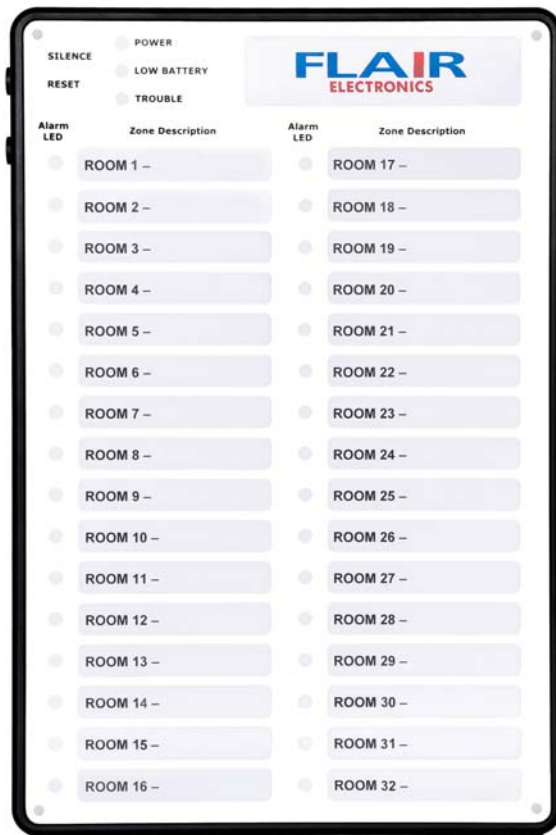 SILENCE
RESET
POWER
LOW BATTERY
TROUBLE
FLAIR
ELECTRONICS
Alarm
LED
Zone Description
ROOM 1 –
ROOM 2 –
ROOM 3 –
ROOM 4 –
ROOM 5 –
ROOM 6 –
ROOM 7 –
ROOM 8 –
ROOM 9 –
ROOM 10 –
ROOM 11 –
ROOM 12 –
ROOM 13 –
ROOM 14 –
ROOM 15 –
ROOM 16 –
Alarm
LED
Zone Description
ROOM 17 –
ROOM 18 –
ROOM 19 –
ROOM 20 –
ROOM 21 –
ROOM 22 –
ROOM 23 –
ROOM 24 –
ROOM 25 –
ROOM 26 –
ROOM 27 –
ROOM 28 –
ROOM 29 –
ROOM 30 –
ROOM 31 –
ROOM 32 –